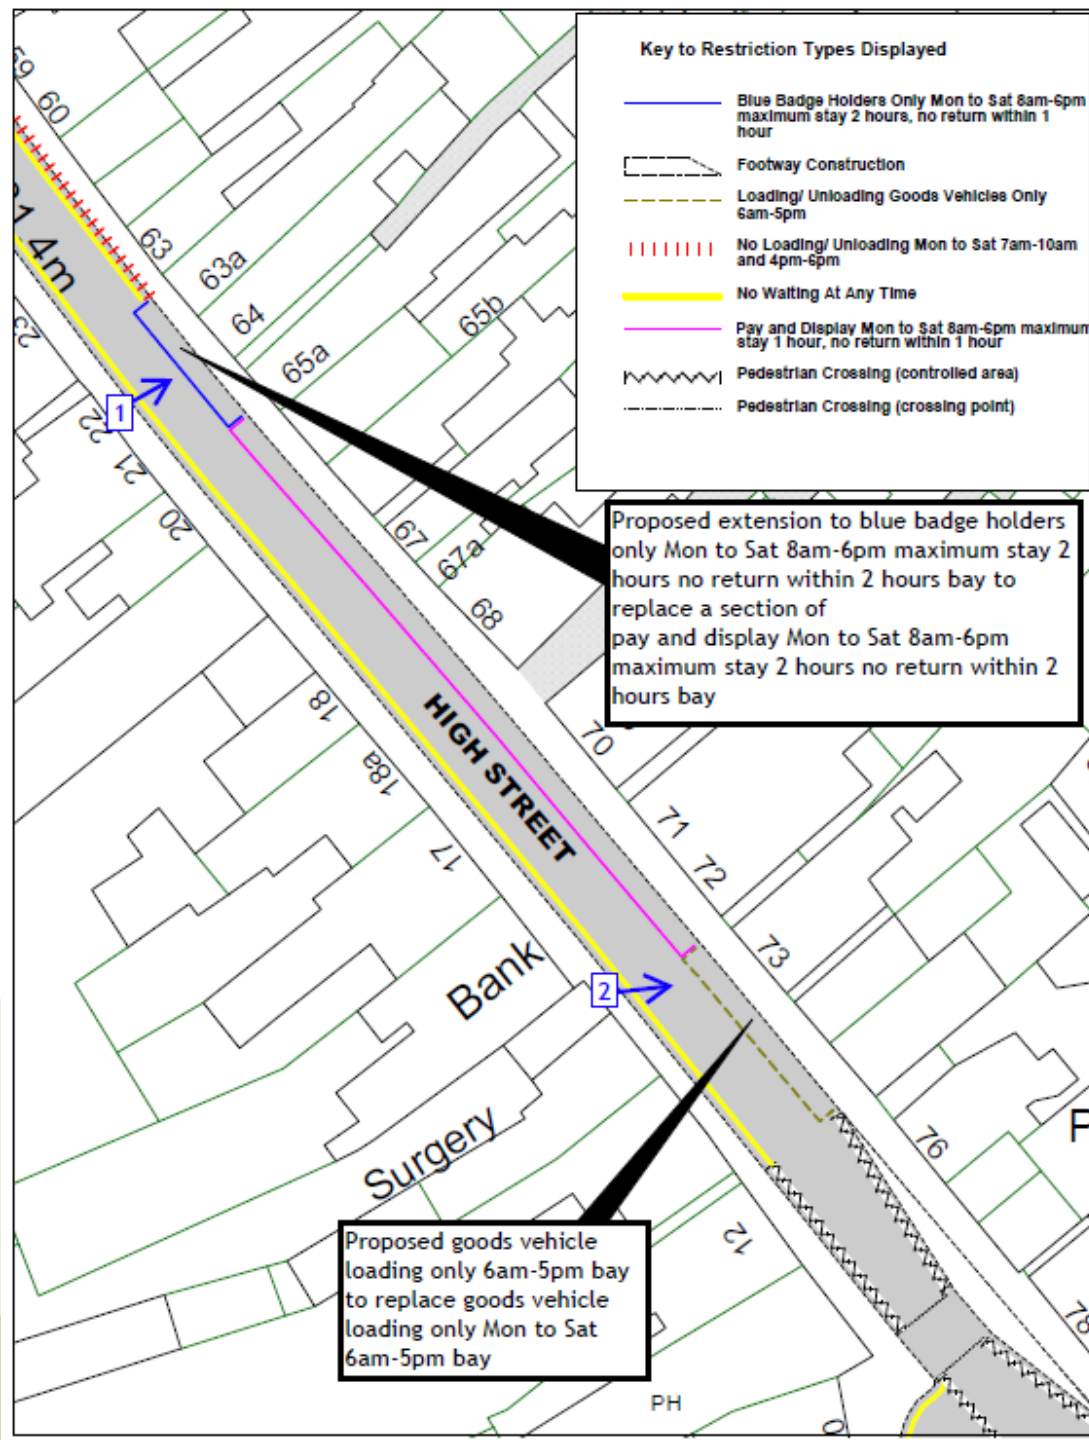 Key to Restriction Types Displayed
Blue Badge Holders Only Mon to Sat 8am-6pm
maximum stay 2 hours, no return within 1
hour
Footway Construction
Loading/ Unloading Goods Vehicles Only
6am-5pm
No Loading/ Unloading Mon to Sat 7am-10am
and 4pm-6pm
No Waiting At Any Time
Pay and Display Mon to Sat 8am-6pm maximum
stay 1 hour, no return within 1 hour
Pedestrian Crossing (controlled area)
Pedestrian Crossing (crossing point)
59
60
63
63a
64
65a
65b
4m
23
1
22
21
20
67
67a
68
Proposed extension to blue badge holders
only Mon to Sat 8am-6pm maximum stay 2
hours no return within 2 hours bay to
replace a section of
pay and display Mon to Sat 8am-6pm
maximum stay 2 hours no return within 2
hours bay
18
18a
17
HIGH STREET
70
71
72
73
2
Bank
Surgery
76
12
78
Proposed goods vehicle
loading only 6am-5pm bay
to replace goods vehicle
loading only Mon to Sat
6am-5pm bay
PH